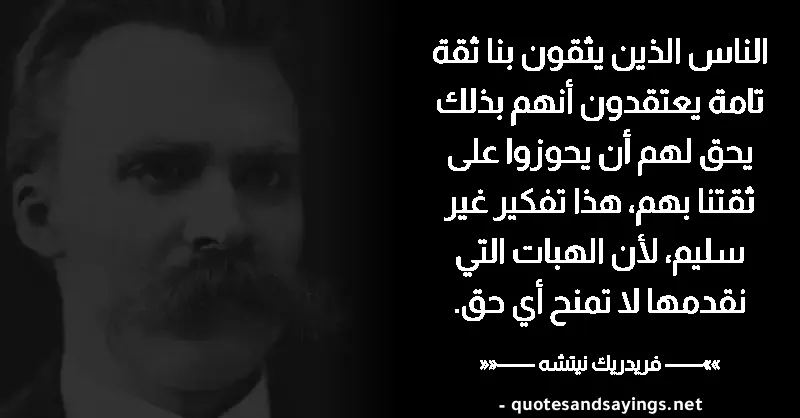 الناس الذين يثقون بنا ثقة
تامة يعتقدون أنهم بذلك
يحق لهم أن يحوزوا على
ثقتنا بهم، هذا تفكير غير
سليم، لأن الهبات التي
نقدمها لا تمنح أي حق.
»»—— فريدريك نيتشه ——««
- quotesandsayings.net